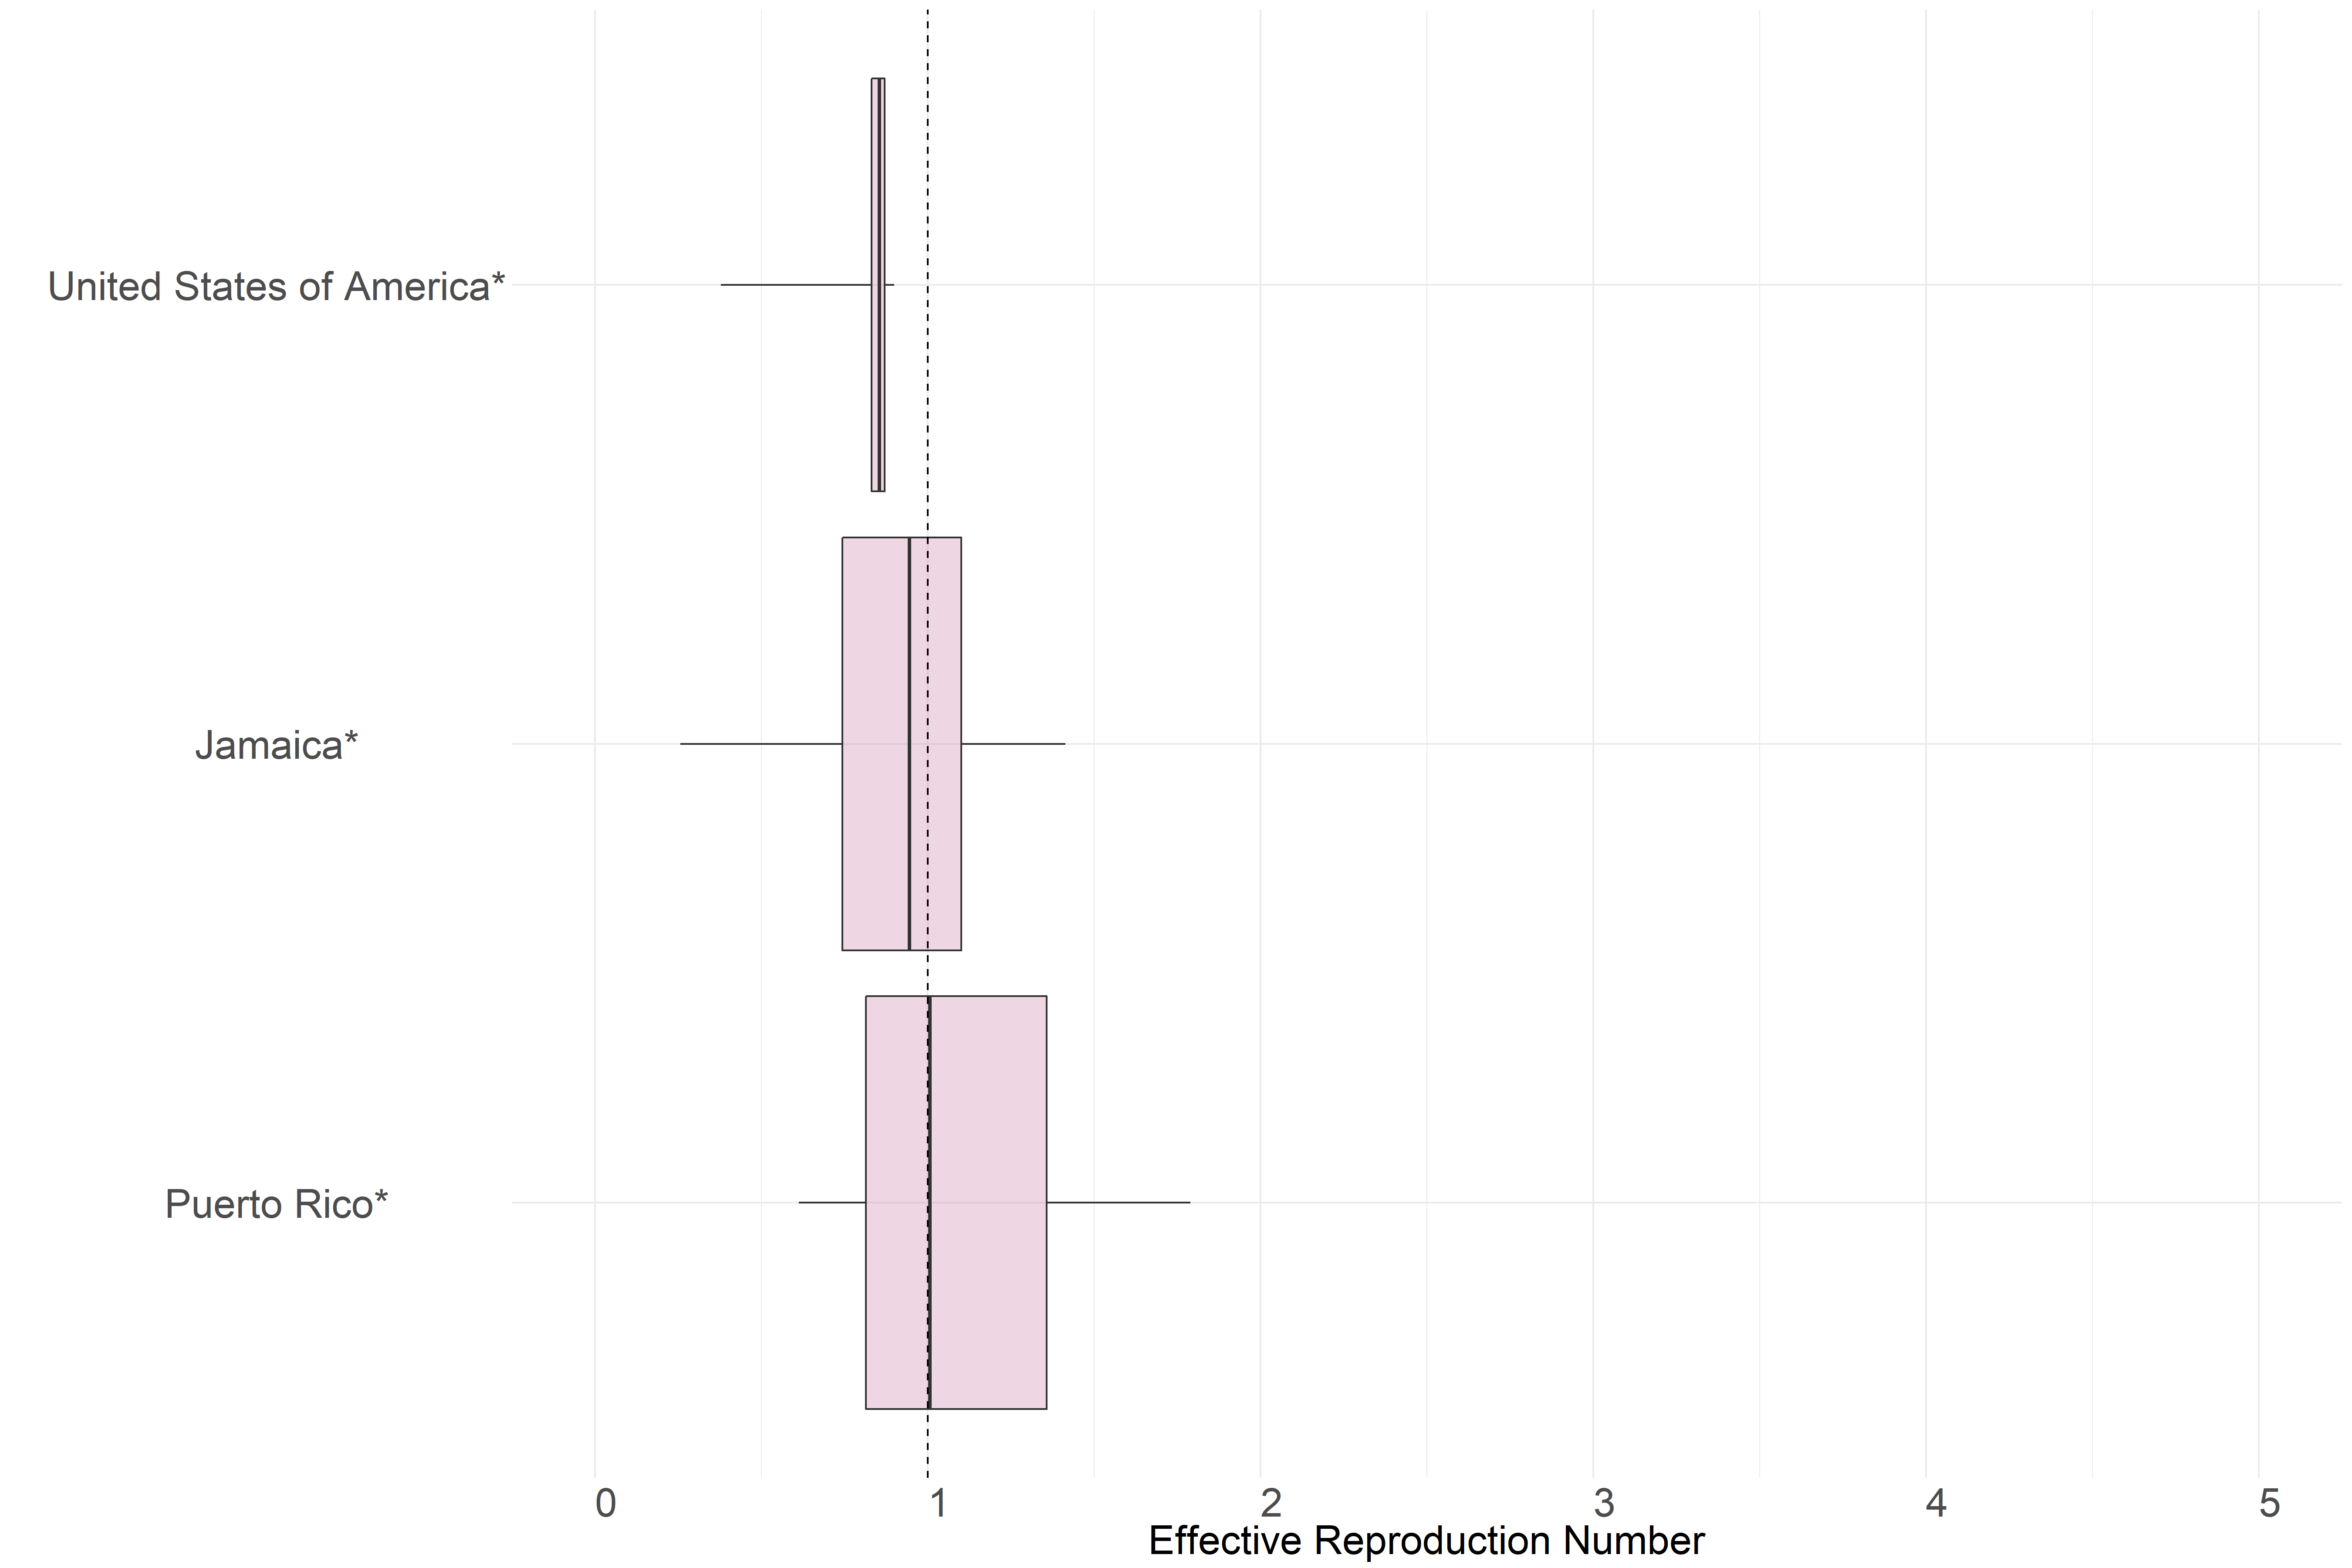 United States of America*
Jamaica*
Puerto Rico*
0 1 2 3 4 5
Effective Reproduction Number